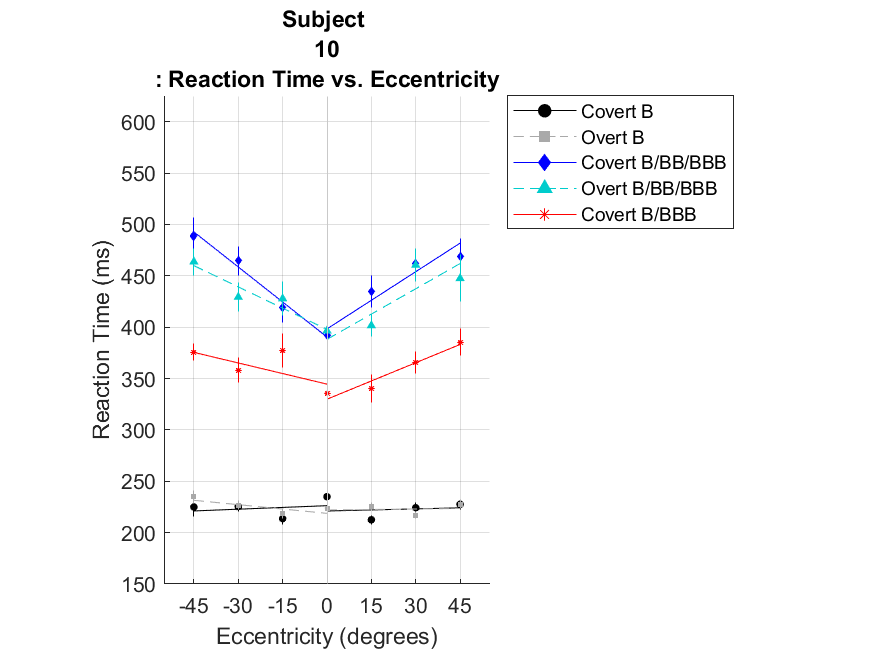 Subject
10
: Reaction Time vs. Eccentricity
Covert B
Overt B
Covert B/BB/BBB
Overt B/BB/BBB
Covert B/BBB
Reaction Time (ms)
600
550
500
450
400
350
300
250
200
150
-45 -30 -15 0 15 30 45
Eccentricity (degrees)